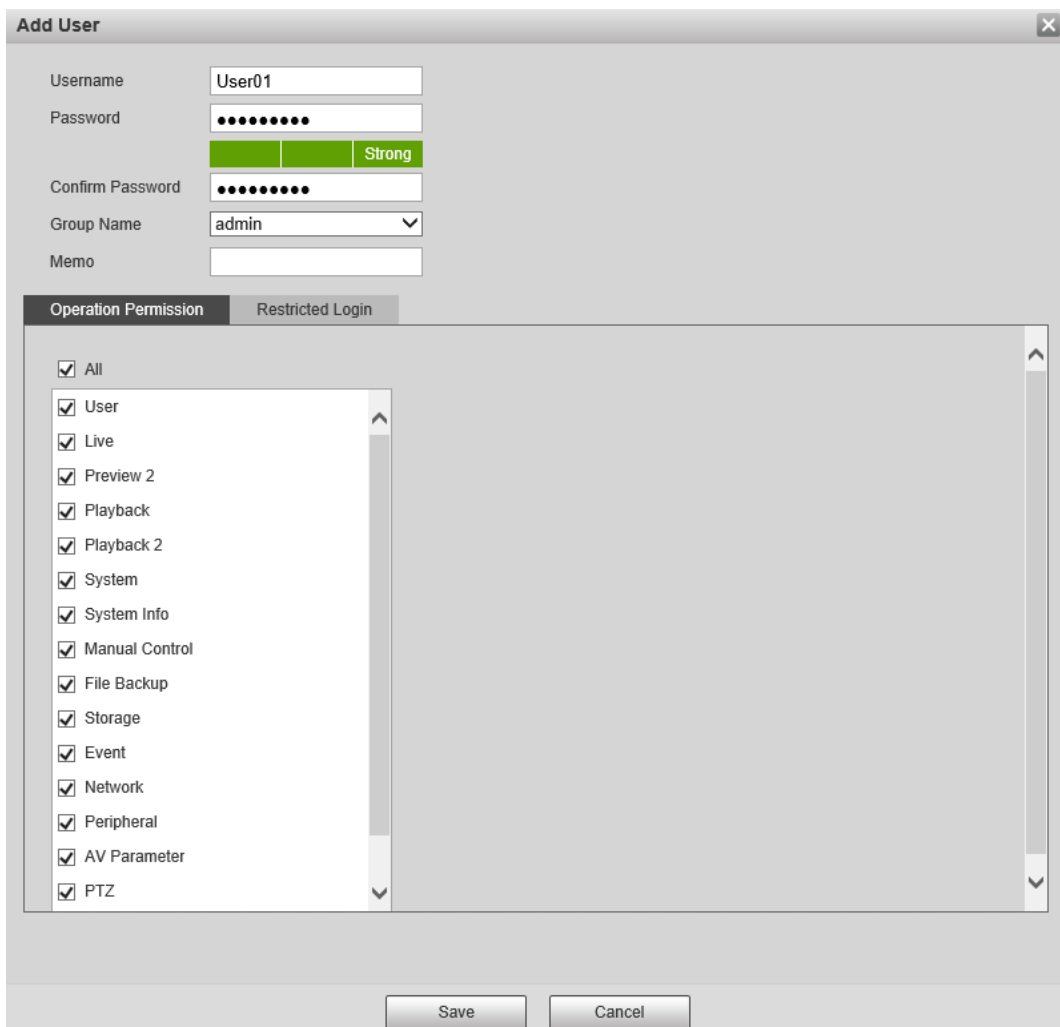 Add User
Username User01
Password ●●●●●●●●●
Strong
Confirm Password ●●●●●●●●●
Group Name admin
Memo
Operation Permission Restricted Login
All
User
Live
Preview 2
Playback
Playback 2
System
System Info
Manual Control
File Backup
Storage
Event
Network
Peripheral
AV Parameter
PTZ
Save Cancel